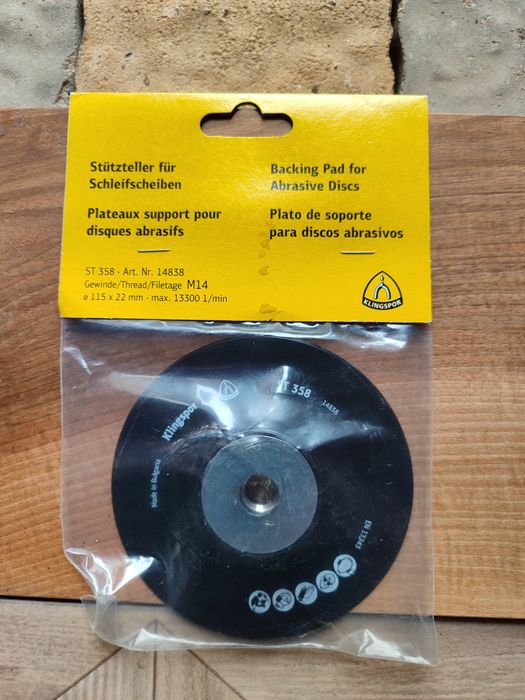 Stützteller für
Schleifscheiben
Backing Pad for
Abrasive Discs
Plateaux support pour
disques abrasifs
Plato de soporte
para discos abrasivos
ST 358 · Art. Nr. 14838
Gewinde/Thread/Filetage M14
ø 115 x 22 mm · max. 13300 1/min
KLINGSPOR
Klingspor
ST 358
14838
Made in Bulgaria
EN 13743